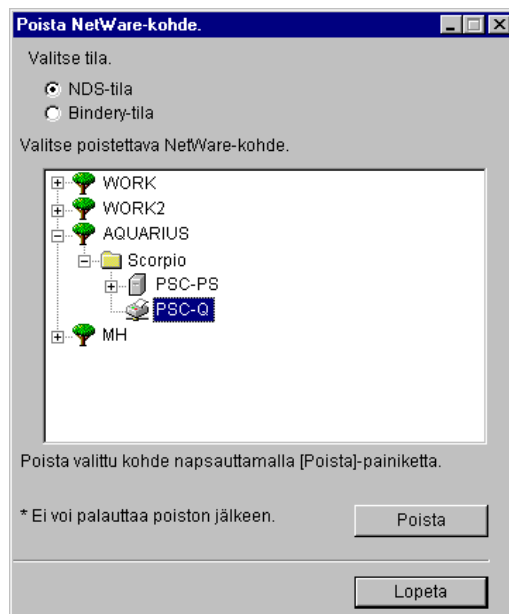 Poista NetWare-kohde.
Valitse tila.
NDS-tila
Bindery-tila
Valitse poistettava NetWare-kohde.
WORK
WORK2
AQUARIUS
Scorpio
PSC-PS
PSC-Q
MH
Poista valittu kohde napsauttamalla [Poista]-painiketta.
* Ei voi palauttaa poiston jälkeen.
Poista
Lopeta